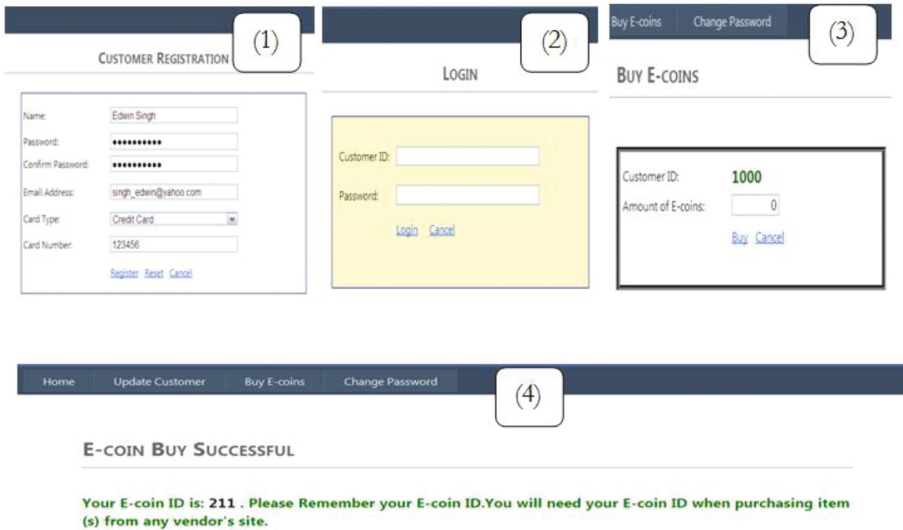 (1)
CUSTOMER REGISTRATION
Name: Edwin Singh
Password: ••••••••••
Confirm Password: ••••••••••
Email Address: singh_edwin@yahoo.com
Card Type: Credit Card
Card Number: 123456
Register Reset Cancel
(2)
LOGIN
Customer ID:
Password:
Login Cancel
Buy E-coins Change Password
(3)
BUY E-COINS
Customer ID: 1000
Amount of E-coins: 0
Buy Cancel
Home Update Customer Buy E-coins Change Password
(4)
E-COIN BUY SUCCESSFUL
Your E-coin ID is: 211 . Please Remember your E-coin ID.You will need your E-coin ID when purchasing item
(s) from any vendor's site.